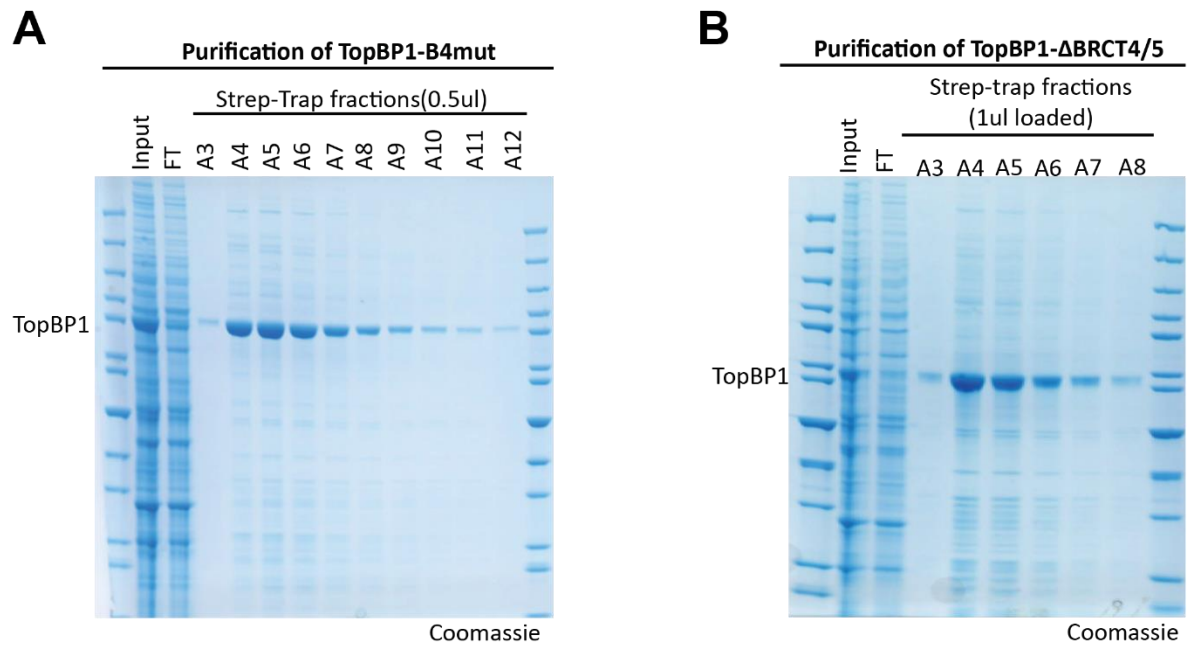 A
Purification of TopBP1-B4mut
Strep-Trap fractions(0.5ul)
Input
FT
A3
A4
A5
A6
A7
A8
A9
A10
A11
A12
TopBP1
Coomassie
B
Purification of TopBP1-ΔBRCT4/5
Strep-trap fractions
(1ul loaded)
Input
FT
A3
A4
A5
A6
A7
A8
TopBP1
Coomassie